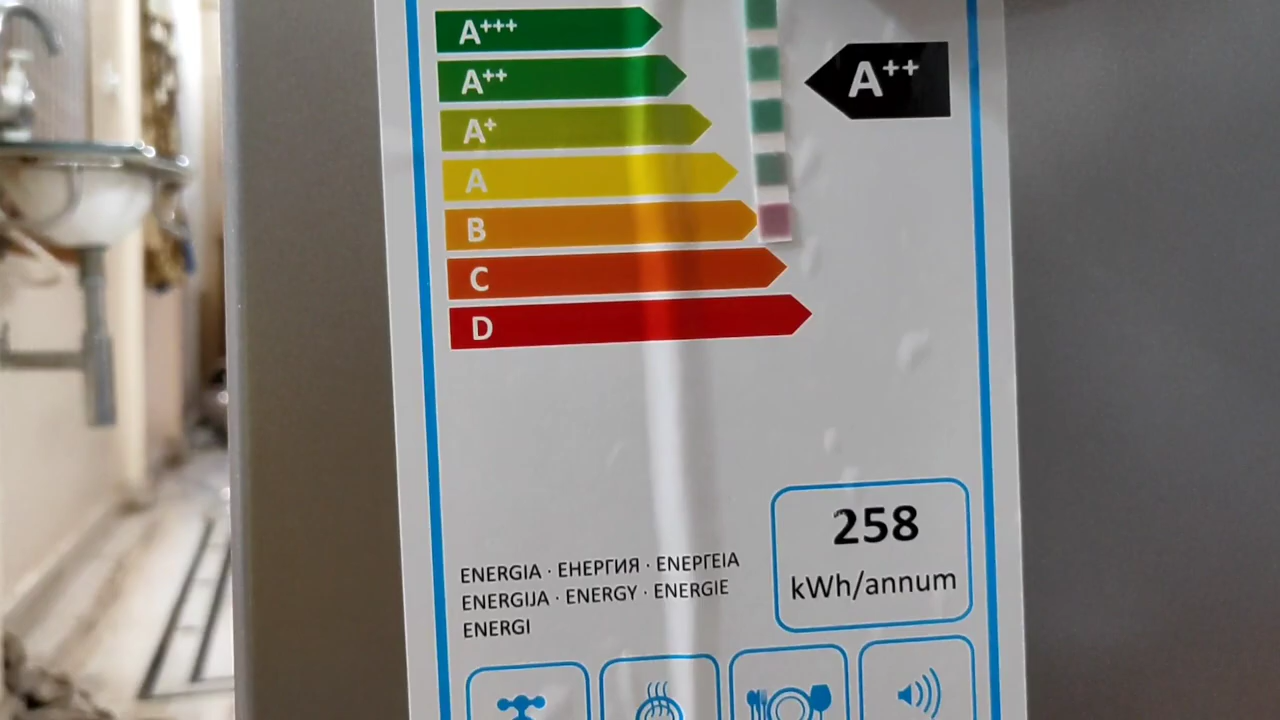 A+++
A++
A++
A+
A
B
C
D
258
kWh/annum
ENERGIA · ЕНЕРГИЯ · ΕΝΕΡΓΕΙΑ
ENERGIJA · ENERGY · ENERGIE
ENERGI